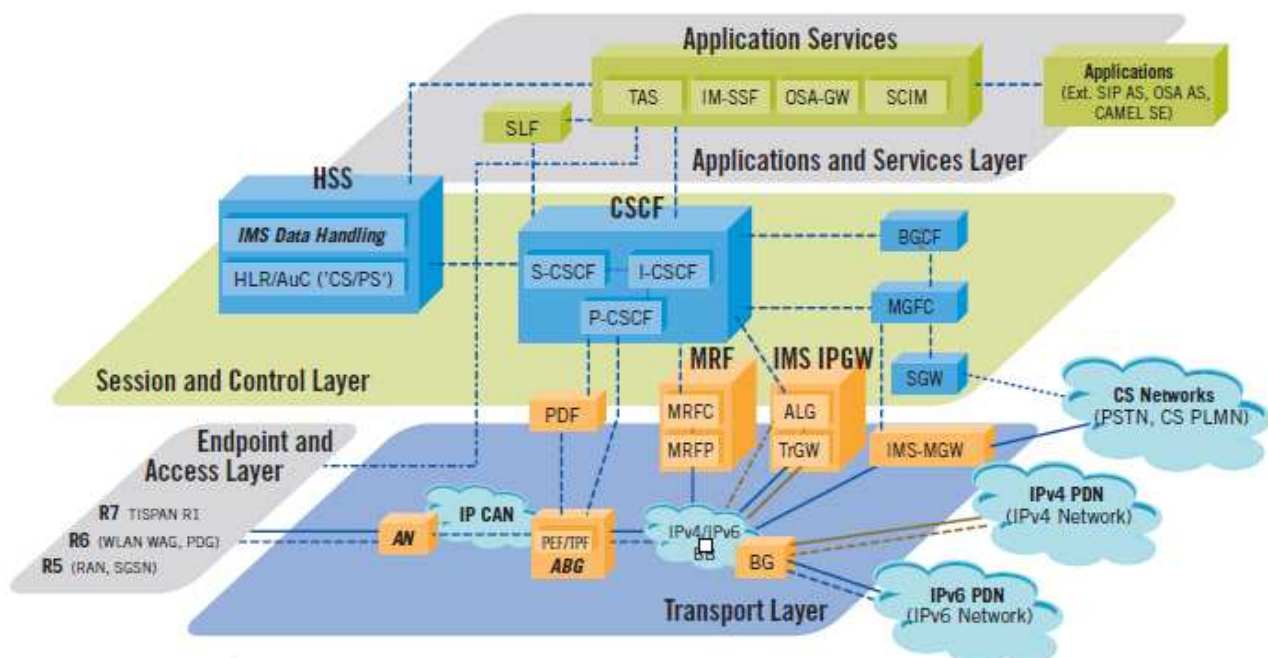 Application Services
TAS
IM-SSF
OSA-GW
SCIM
Applications
(Ext. SIP AS, OSA AS,
CAMEL SE)
SLF
Applications and Services Layer
HSS
IMS Data Handling
HLR/AuC ('CS/PS')
CSCF
S-CSCF
I-CSCF
P-CSCF
BGCF
MGFC
SGW
Session and Control Layer
MRF
MRFC
MRFP
IMS IPGW
ALG
TrGW
PDF
IMS-MGW
CS Networks
(PSTN, CS PLMN)
Endpoint and
Access Layer
R7 TISPAN R1
R6 (WLAN WAG, PDG)
R5 (RAN, SGSN)
AN
IP CAN
PEF/TPF
ABG
IPv4/IPv6
BG
IPv4 PDN
(IPv4 Network)
IPv6 PDN
(IPv6 Network)
Transport Layer